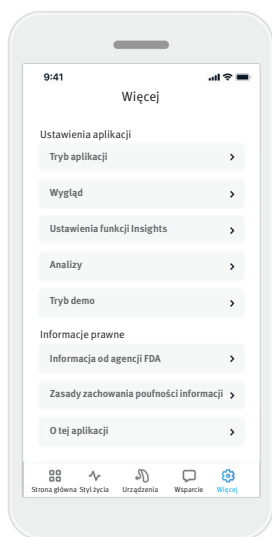 9:41
Więcej
Ustawienia aplikacji
Tryb aplikacji
Wygląd
Ustawienia funkcji Insights
Analizy
Tryb demo
Informacje prawne
Informacja od agencji FDA
Zasady zachowania poufności informacji
O tej aplikacji
Strona główna Styl życia Urządzenia Wsparcie Więcej